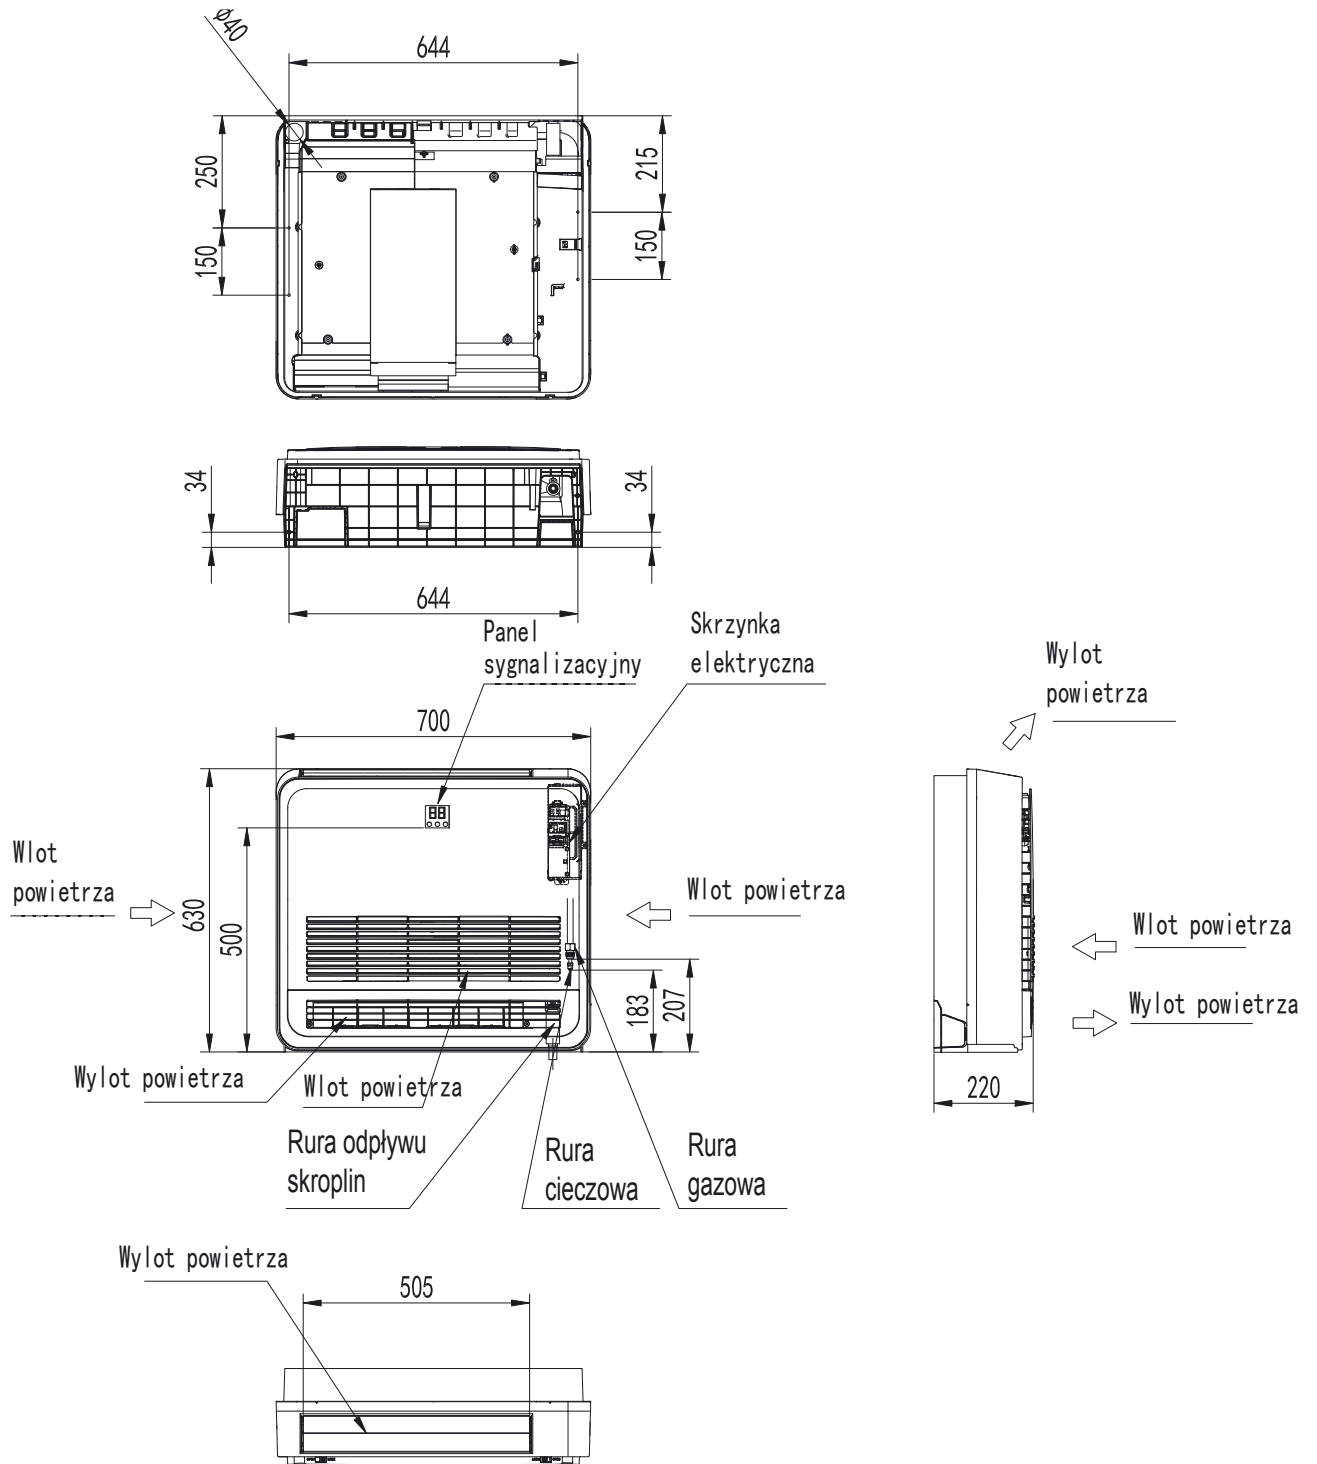 ø40
644
250
215
150
150
34
34
644
Panel
sygnalizacyjny
Skrzynka
elektryczna
Wylot
powietrza
700
Wlot
powietrza
630
500
Wlot powietrza
Wlot powietrza
183
207
Wylot powietrza
Wylot powietrza
Wlot powietrza
220
Rura odpływu
skroplin
Rura
cieczowa
Rura
gazowa
Wylot powietrza
505